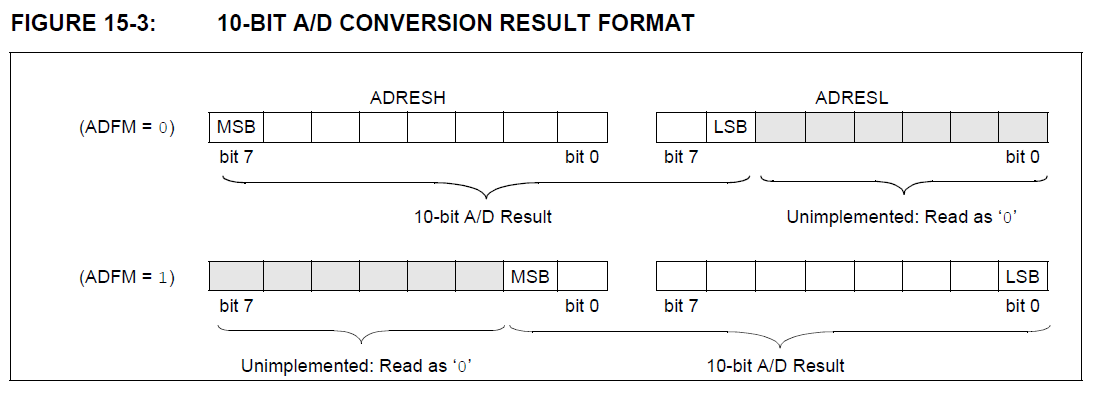 FIGURE 15-3: 10-BIT A/D CONVERSION RESULT FORMAT
ADRESH ADRESL
(ADFM = 0) MSB LSB
bit 7 bit 0 bit 7 bit 0
10-bit A/D Result Unimplemented: Read as ‘0’
(ADFM = 1) MSB LSB
bit 7 bit 0 bit 7 bit 0
Unimplemented: Read as ‘0’ 10-bit A/D Result